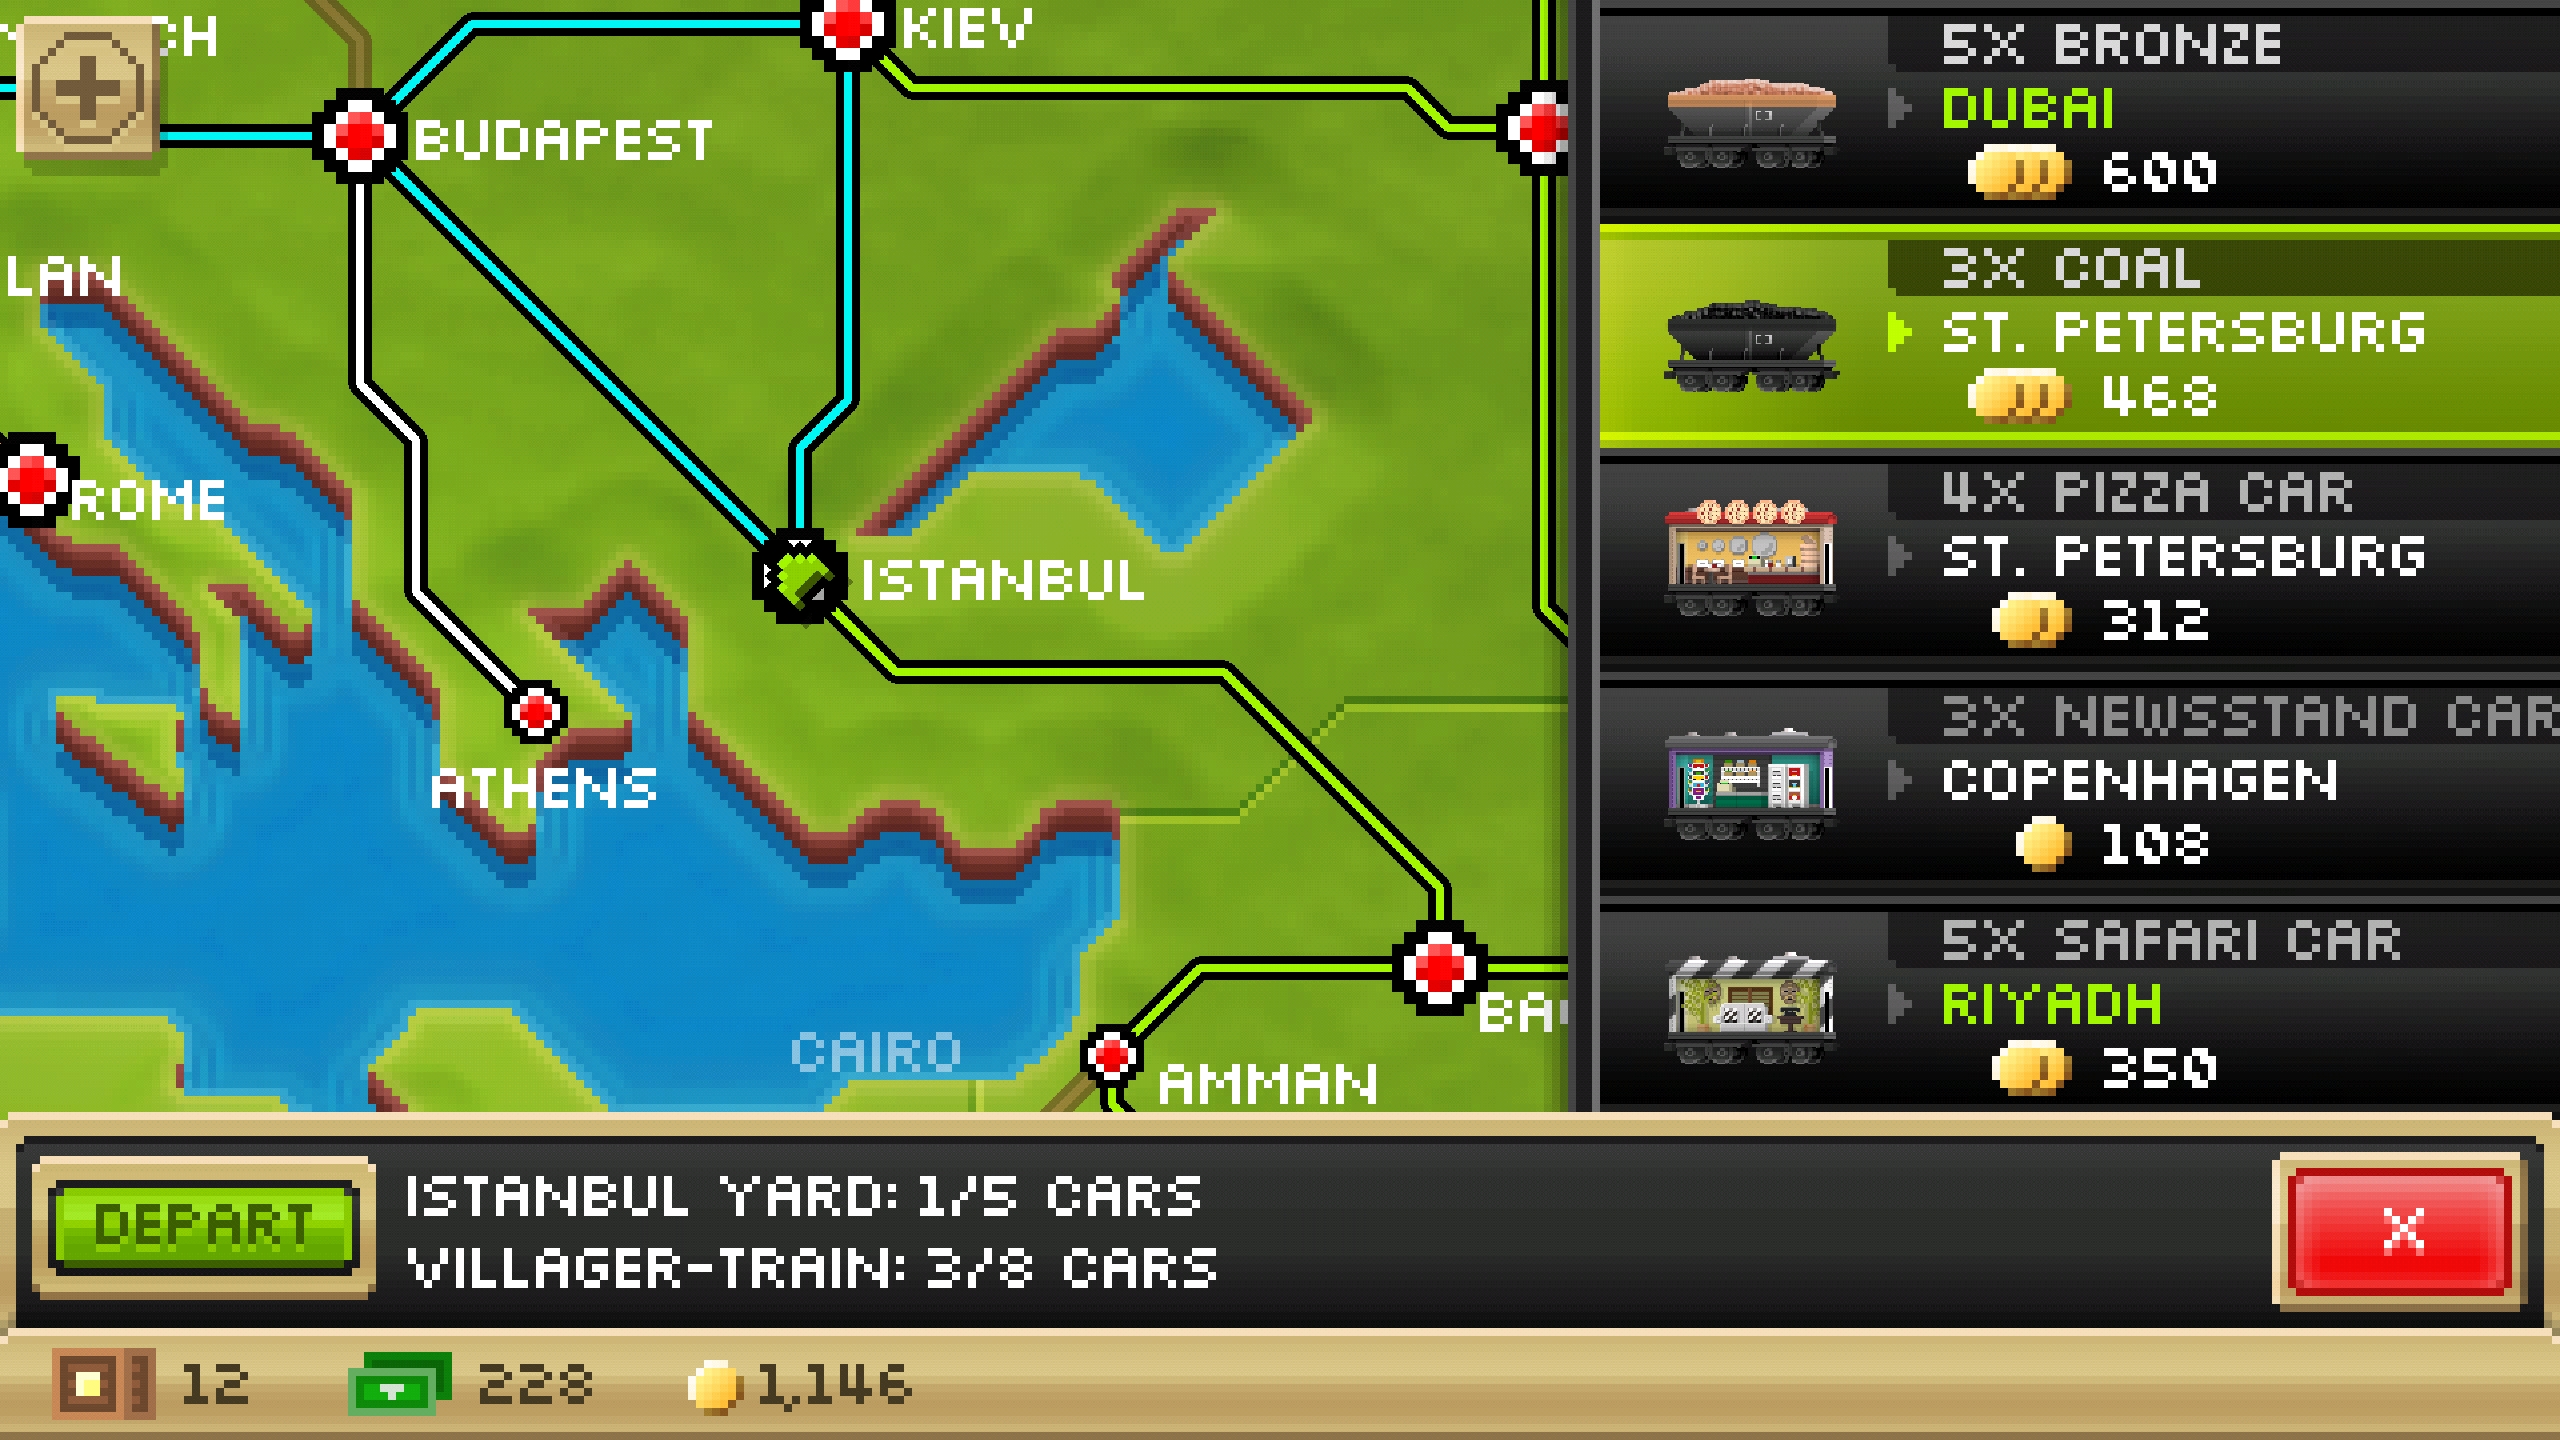 CH
KIEV
BUDAPEST
LAN
ROME
ISTANBUL
ATHENS
CAIRO
BA
AMMAN
5X BRONZE
DUBAI
600
3X COAL
ST. PETERSBURG
468
4X PIZZA CAR
ST. PETERSBURG
312
3X NEWSSTAND CAR
COPENHAGEN
108
5X SAFARI CAR
RIYADH
350
DEPART
ISTANBUL YARD: 1/5 CARS
VILLAGER-TRAIN: 3/8 CARS
X
12
228
1,146